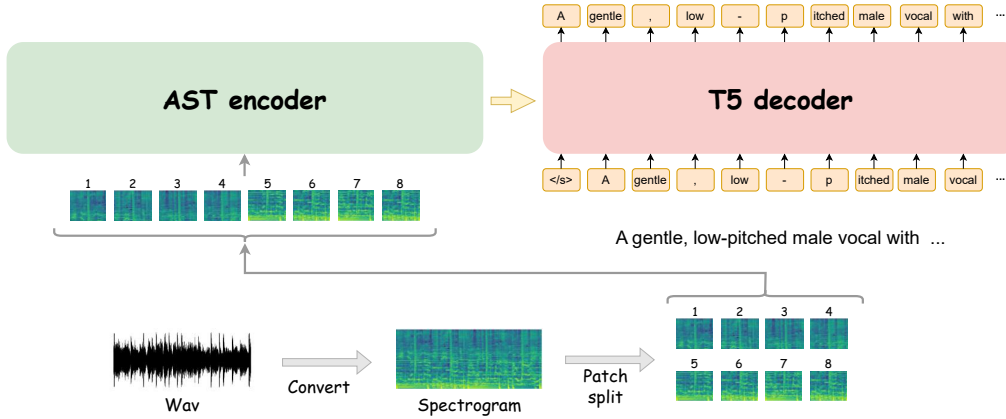 A gentle , low - p itched male vocal with ...
AST encoder
T5 decoder
1 2 3 4 5 6 7 8
</s> A gentle , low - p itched male vocal ...
A gentle, low-pitched male vocal with ...
1 2 3 4
5 6 7 8
Wav
Convert
Spectrogram
Patch
split